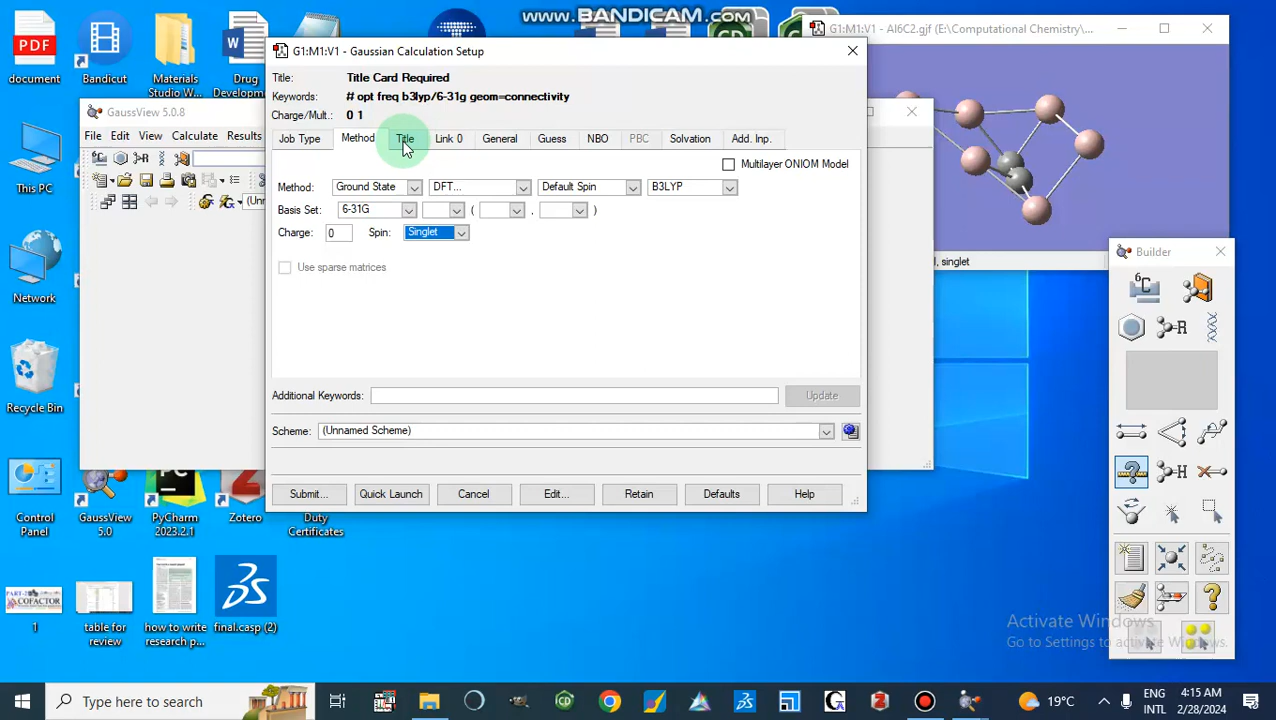 www.BANDICAM.com
G1:M1:V1 - Gaussian Calculation Setup
G1:M1:V1 - Al6C2.gjf (E:\Computational Chemistry\...
Title: Title Card Required
Keywords: # opt freq b3lyp/6-31g geom=connectivity
Charge/Mult.: 0 1
Job Type Method Title Link 0 General Guess NBO PBC Solvation Add. Inp.
Multilayer ONIOM Model
Method: Ground State DFT... Default Spin B3LYP
Basis Set: 6-31G ( , )
Charge: 0 Spin: Singlet
Use sparse matrices
Additional Keywords: Update
Scheme: (Unnamed Scheme)
Submit... Quick Launch Cancel Edit... Retain Defaults Help
GaussView 5.0.8
File Edit View Calculate Results
(Un
l, singlet
Builder
6C
R
H
PDF
document
Bandicut
W
Materials
Studio W...
Drug
Developm...
This PC
Network
Recycle Bin
Control
Panel
GaussView
5.0
PC
PyCharm
2023.2.1
Zotero
Duty
Certificates
1
table for
review
how to write
research p...
final.casp (2)
Activate Windows
Go to Settings to activate Windows.
Type here to search
19°C
ENG
INTL
4:15 AM
2/28/2024